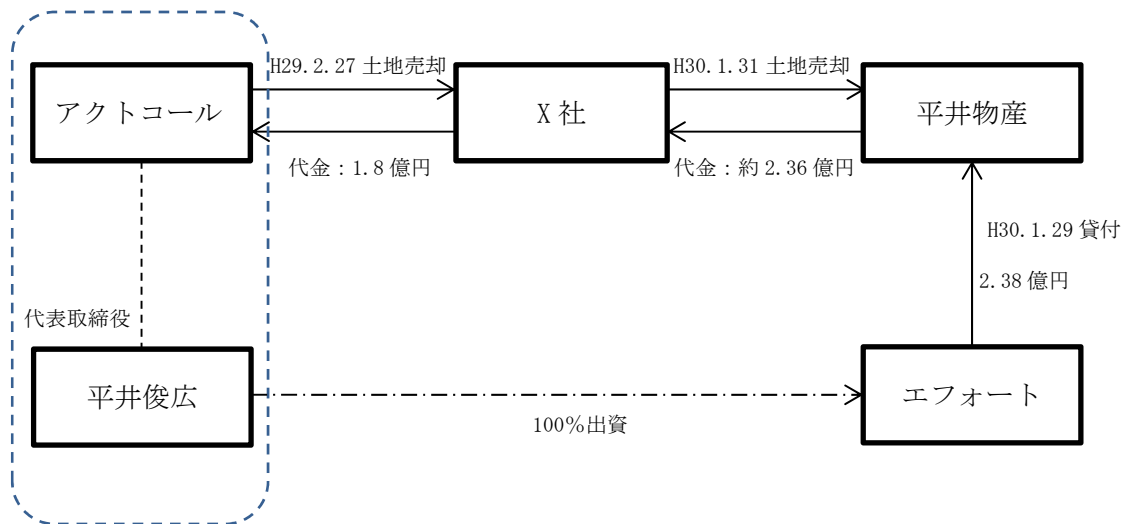 H29.2.27 土地売却
H30.1.31 土地売却
アクトコール
X 社
平井物産
代金：1.8 億円
代金：約 2.36 億円
H30.1.29 貸付
2.38 億円
代表取締役
平井俊広
エフォート
100％出資